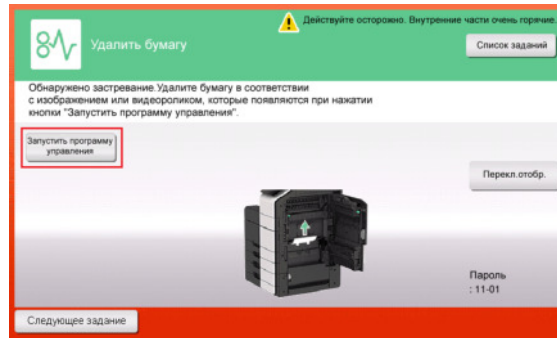 Действуйте осторожно. Внутренние части очень горячие.
Удалить бумагу
Список заданий
Обнаружено застревание.Удалите бумагу в соответствии
с изображением или видеороликом, которые появляются при нажатии
кнопки "Запустить программу управления".
Запустить программу
управления
Перекл.отобр.
Пароль
: 11-01
Следующее задание